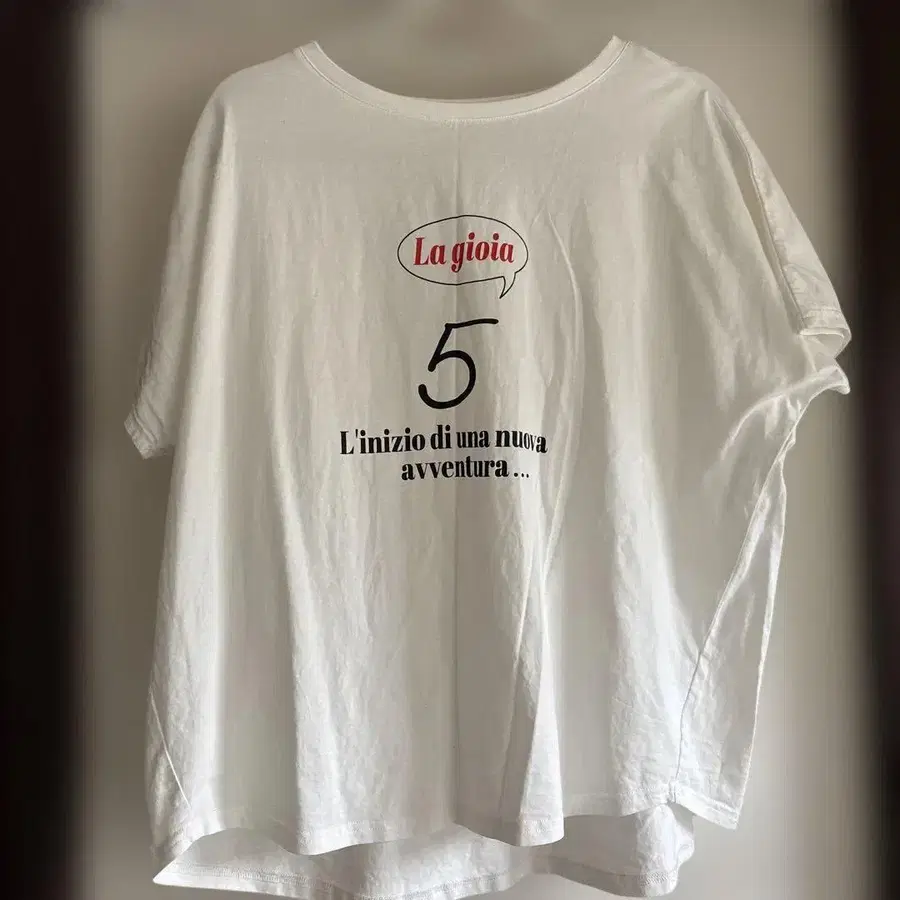 La gioia
5
L'inizio di una nuova
avventura...